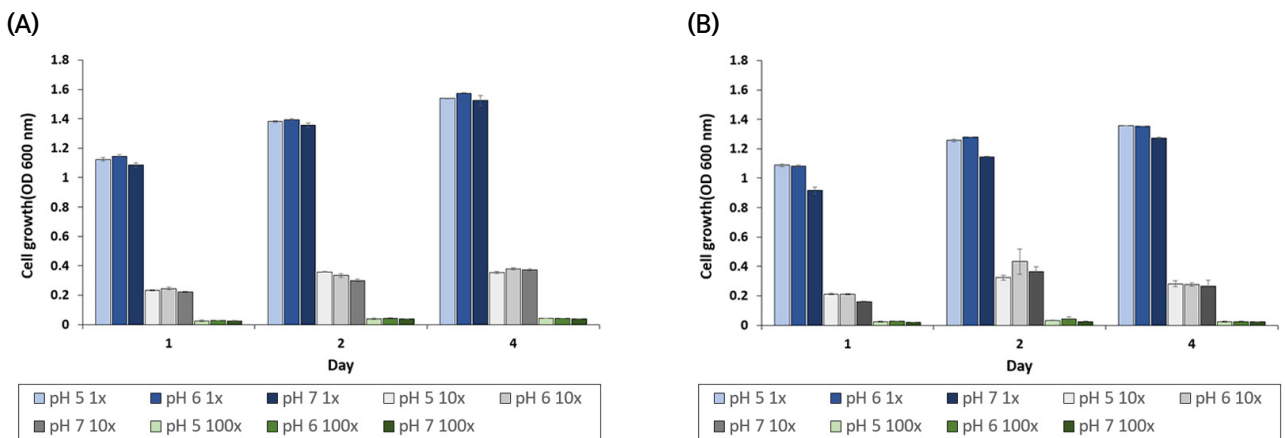 (A)
Cell growth(OD 600 nm)
1.8
1.6
1.4
1.2
1
0.8
0.6
0.4
0.2
0
1 2 4
Day
pH 5 1x pH 6 1x pH 7 1x pH 5 10x pH 6 10x
pH 7 10x pH 5 100x pH 6 100x pH 7 100x
(B)
Cell growth(OD 600 nm)
1.8
1.6
1.4
1.2
1
0.8
0.6
0.4
0.2
0
1 2 4
Day
pH 5 1x pH 6 1x pH 7 1x pH 5 10x pH 6 10x
pH 7 10x pH 5 100x pH 6 100x pH 7 100x